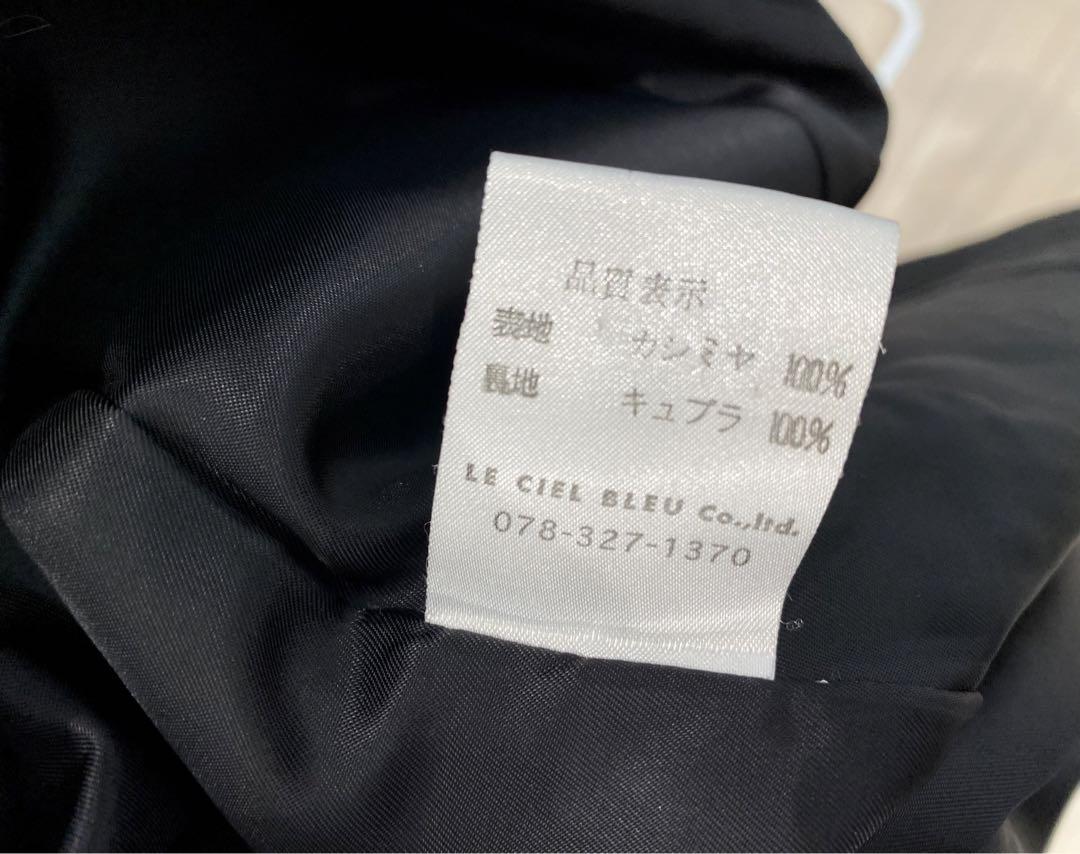 品質表示
表地 カシミヤ 100%
裏地 キュプラ 100%
LE CIEL BLEU Co.,ltd.
078-327-1370